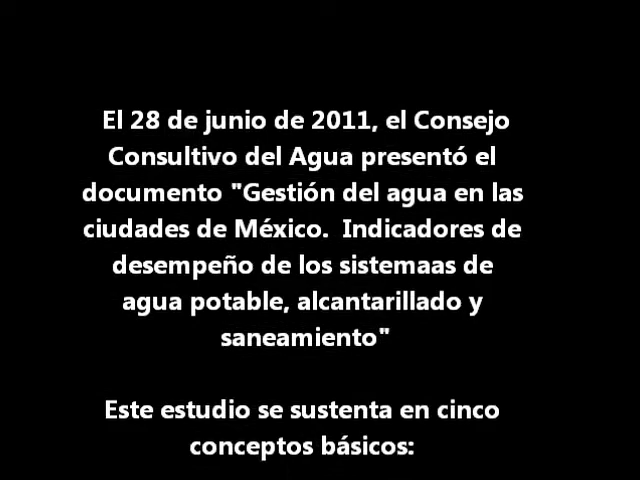 El 28 de junio de 2011, el Consejo
Consultivo del Agua presentó el
documento "Gestión del agua en las
ciudades de México.  Indicadores de
desempeño de los sistemaas de
agua potable, alcantarillado y
saneamiento"
Este estudio se sustenta en cinco
conceptos básicos: